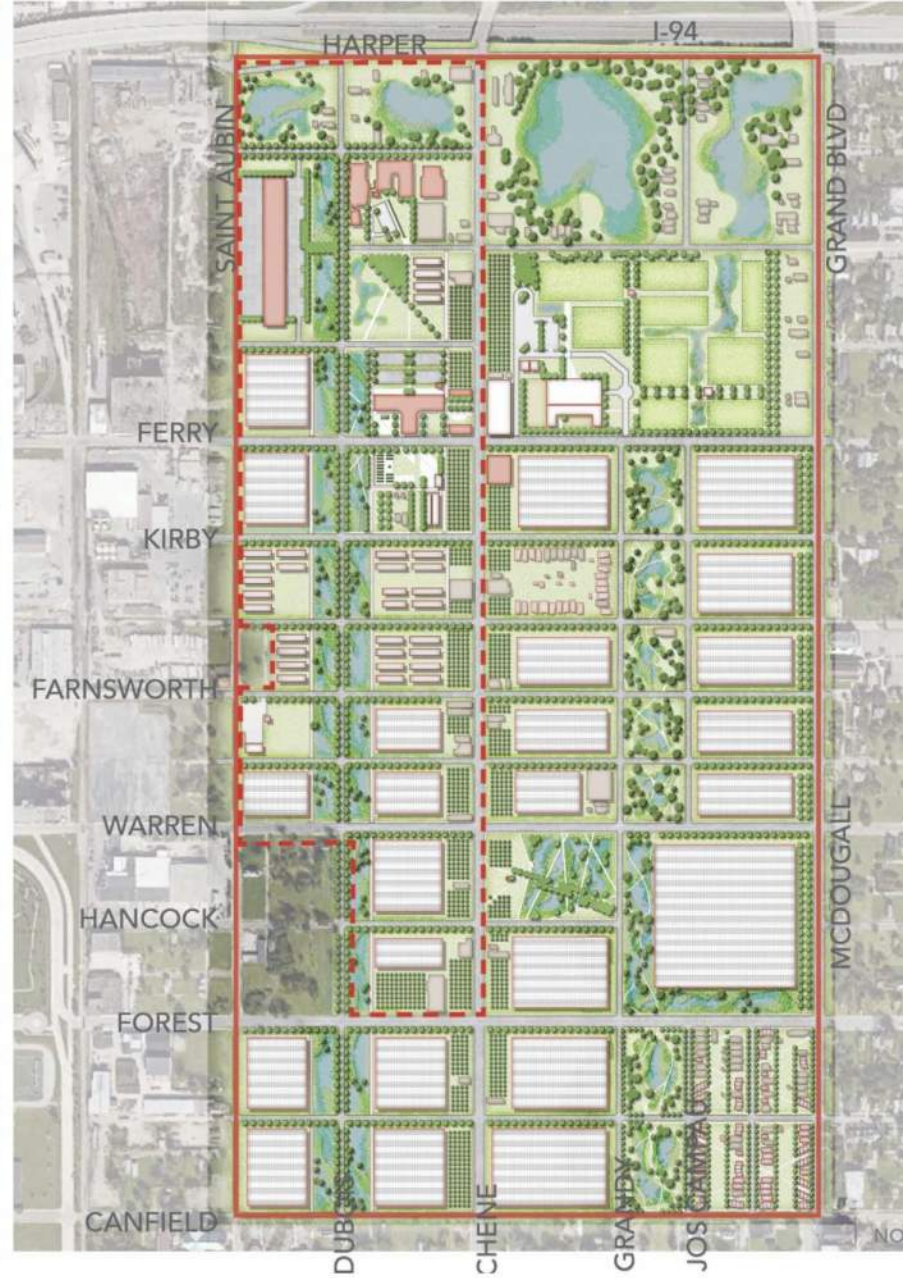 HARPER
I-94
SAINT AUBIN
GRAND BLVD
FERRY
KIRBY
FARNSWORTH
WARREN
MCDOUGALL
HANCOCK
FOREST
CANFIELD
DUBOIS
CHENE
GRANDY
JOS CAMPAU
NO